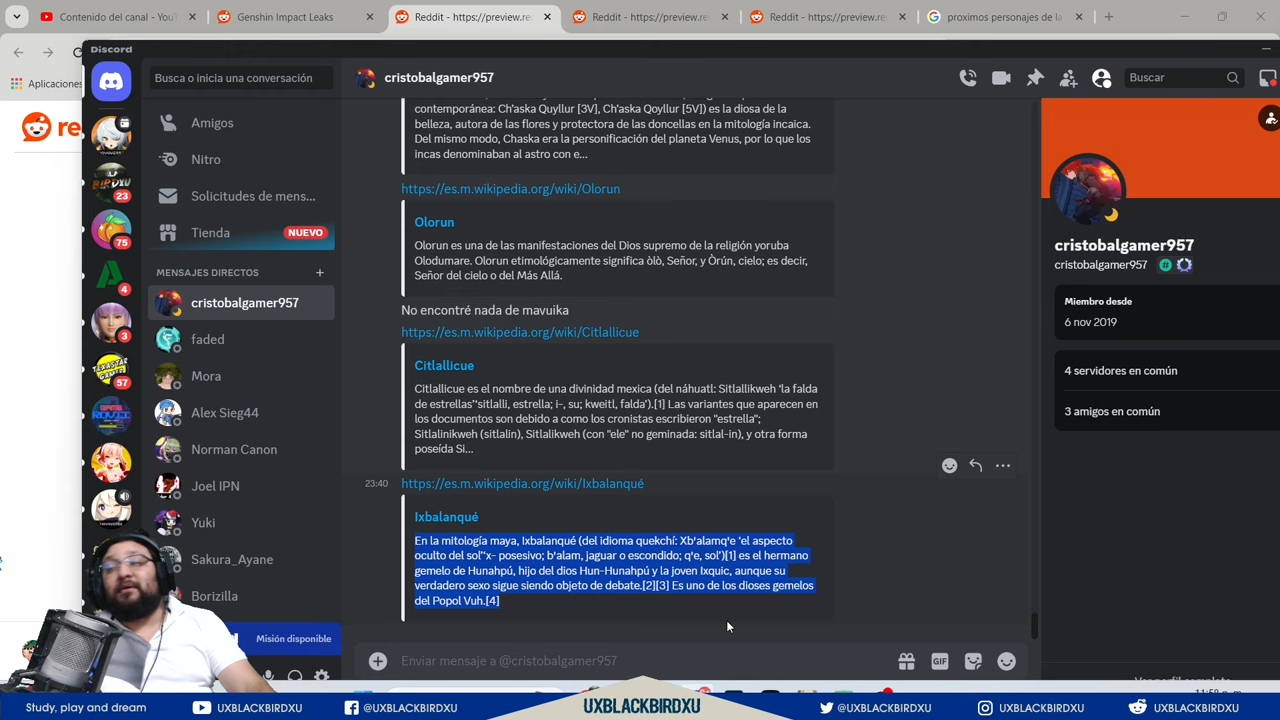 Contenido del canal - YouT
Genshin Impact Leaks
Reddit - https://preview.red
Reddit - https://preview.re
Reddit - https://preview.re
proximos personajes de la
Aplicaciones
re
Discord
Busca o inicia una conversación
Amigos
Nitro
Solicitudes de mens...
Tienda
NUEVO
MENSAJES DIRECTOS
cristobalgamer957
faded
Mora
Alex Sieg44
Norman Canon
Joel IPN
Yuki
Sakura_Ayane
Borizilla
Misión disponible
23
75
4
3
57
cristobalgamer957
Buscar
contemporánea: Ch'aska Quyllur [3V], Ch'aska Qoyllur [5V]) es la diosa de la
belleza, autora de las flores y protectora de las doncellas en la mitología incaica.
Del mismo modo, Chaska era la personificación del planeta Venus, por lo que los
incas denominaban al astro con e...
https://es.m.wikipedia.org/wiki/Olorun
Olorun
Olorun es una de las manifestaciones del Dios supremo de la religión yoruba
Olodumare. Olorun etimológicamente significa òlò, Señor, y Òrún, cielo; es decir,
Señor del cielo o del Más Allá.
No encontré nada de mavuika
https://es.m.wikipedia.org/wiki/Citlallicue
Citlallicue
Citlallicue es el nombre de una divinidad mexica (del náhuatl: Sitlallikweh 'la falda
de estrellas''sitlalli, estrella; i-, su; kweitl, falda').[1] Las variantes que aparecen en
los documentos son debido a como los cronistas escribieron "estrella";
Sitlalinikweh (sitlalin), Sitlalikweh (con "ele" no geminada: sitlal-in), y otra forma
poseída Si...
23:40
https://es.m.wikipedia.org/wiki/Ixbalanqué
Ixbalanqué
En la mitología maya, Ixbalanqué (del idioma quekchí: Xb'alamq'e 'el aspecto
oculto del sol''x- posesivo; b'alam, jaguar o escondido; q'e, sol')[1] es el hermano
gemelo de Hunahpú, hijo del dios Hun-Hunahpú y la joven Ixquic, aunque su
verdadero sexo sigue siendo objeto de debate.[2][3] Es uno de los dioses gemelos
del Popol Vuh.[4]
Enviar mensaje a @cristobalgamer957
GIF
cristobalgamer957
cristobalgamer957
Miembro desde
6 nov 2019
4 servidores en común
3 amigos en común
Study, play and dream
UXBLACKBIRDXU
@UXBLACKBIRDXU
UXBLACKBIRDXU
@UXBLACKBIRDXU
UXBLACKBIRDXU
UXBLACKBIRDXU